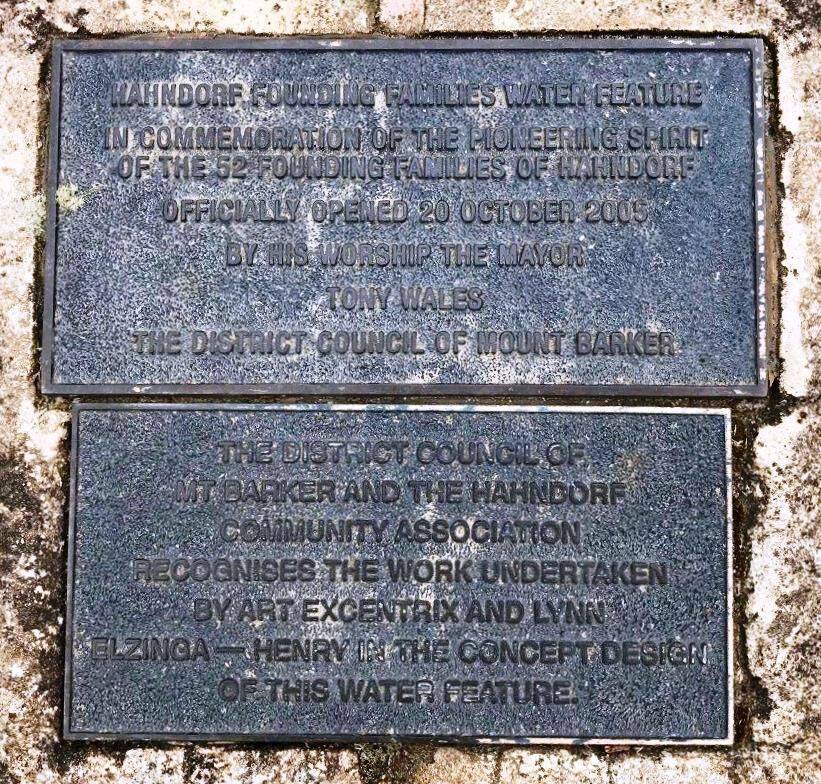 HAHNDORF FOUNDING FAMILIES WATER FEATURE
IN COMMEMORATION OF THE PIONEERING SPIRIT
OF THE 52 FOUNDING FAMILIES OF HAHNDORF
OFFICIALLY OPENED 20 OCTOBER 2005
BY HIS WORSHIP THE MAYOR
TONY WALES
THE DISTRICT COUNCIL OF MOUNT BARKER
THE DISTRICT COUNCIL OF
MT BARKER AND THE HAHNDORF
COMMUNITY ASSOCIATION
RECOGNISES THE WORK UNDERTAKEN
BY ART EXCENTRIX AND LYNN
ELZINGA — HENRY IN THE CONCEPT DESIGN
OF THIS WATER FEATURE.